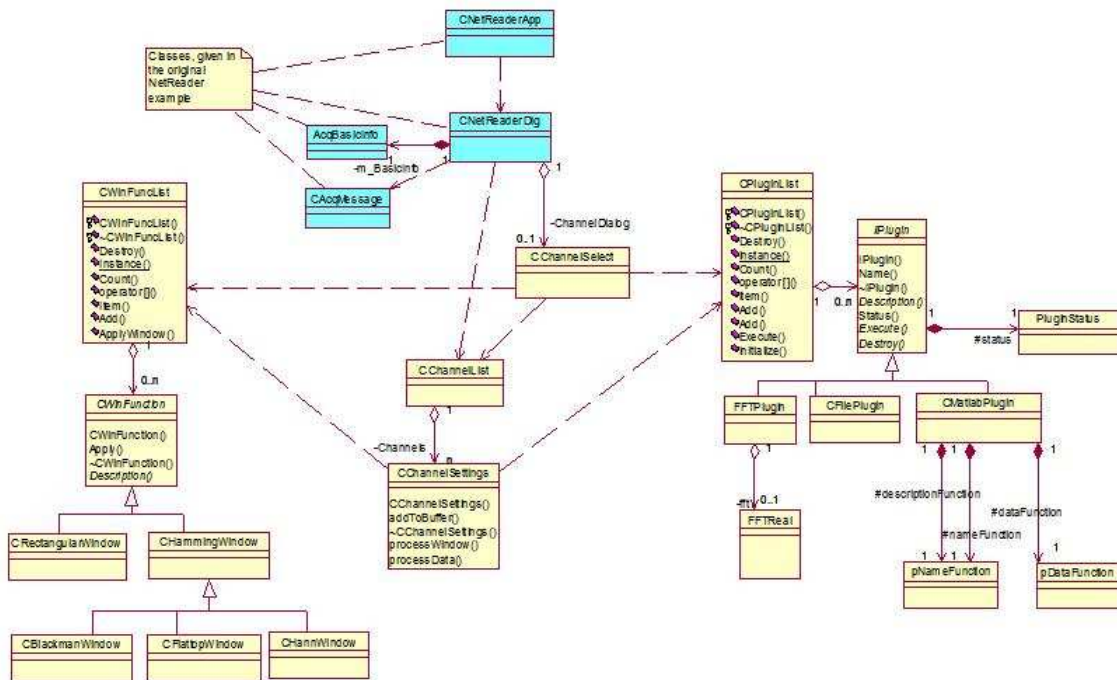 CNetReaderApp
Classes, given in
the original
NetReader
example
CNetReaderDlg
AcqBasicInfo
1
1
1
-m_BasicInfo
CAcqMessage
-ChannelDialog
0..1
CChannelSelect
CWinFuncList
CWinFuncList()
~CWinFuncList()
Destroy()
Instance()
Count()
operator[]()
Item()
Add()
ApplyWindow()
1
0..n
CWinFunction
CWinFunction()
Apply()
~CWinFunction()
Description()
CRectangularWindow
CHammingWindow
CBlackmanWindow
CFlattopWindow
CHannWindow
CChannelList
1
-Channels
n
CChannelSettings
CChannelSettings()
addToBuffer()
~CChannelSettings()
processWindow()
processData()
CPluginList
CPluginList()
~CPluginList()
Destroy()
Instance()
Count()
operator[]()
Item()
Add()
Add()
Execute()
Initialize()
1
0..n
IPlugin
IPlugin()
Name()
~IPlugin()
Description()
Status()
Execute()
Destroy()
1
1
#status
PluginStatus
FFTPlugin
CFilePlugin
CMatlabPlugin
1
-fft
0..1
FFTReal
1
1
1
#descriptionFunction
#dataFunction
#nameFunction
1
1
1
pNameFunction
pDataFunction